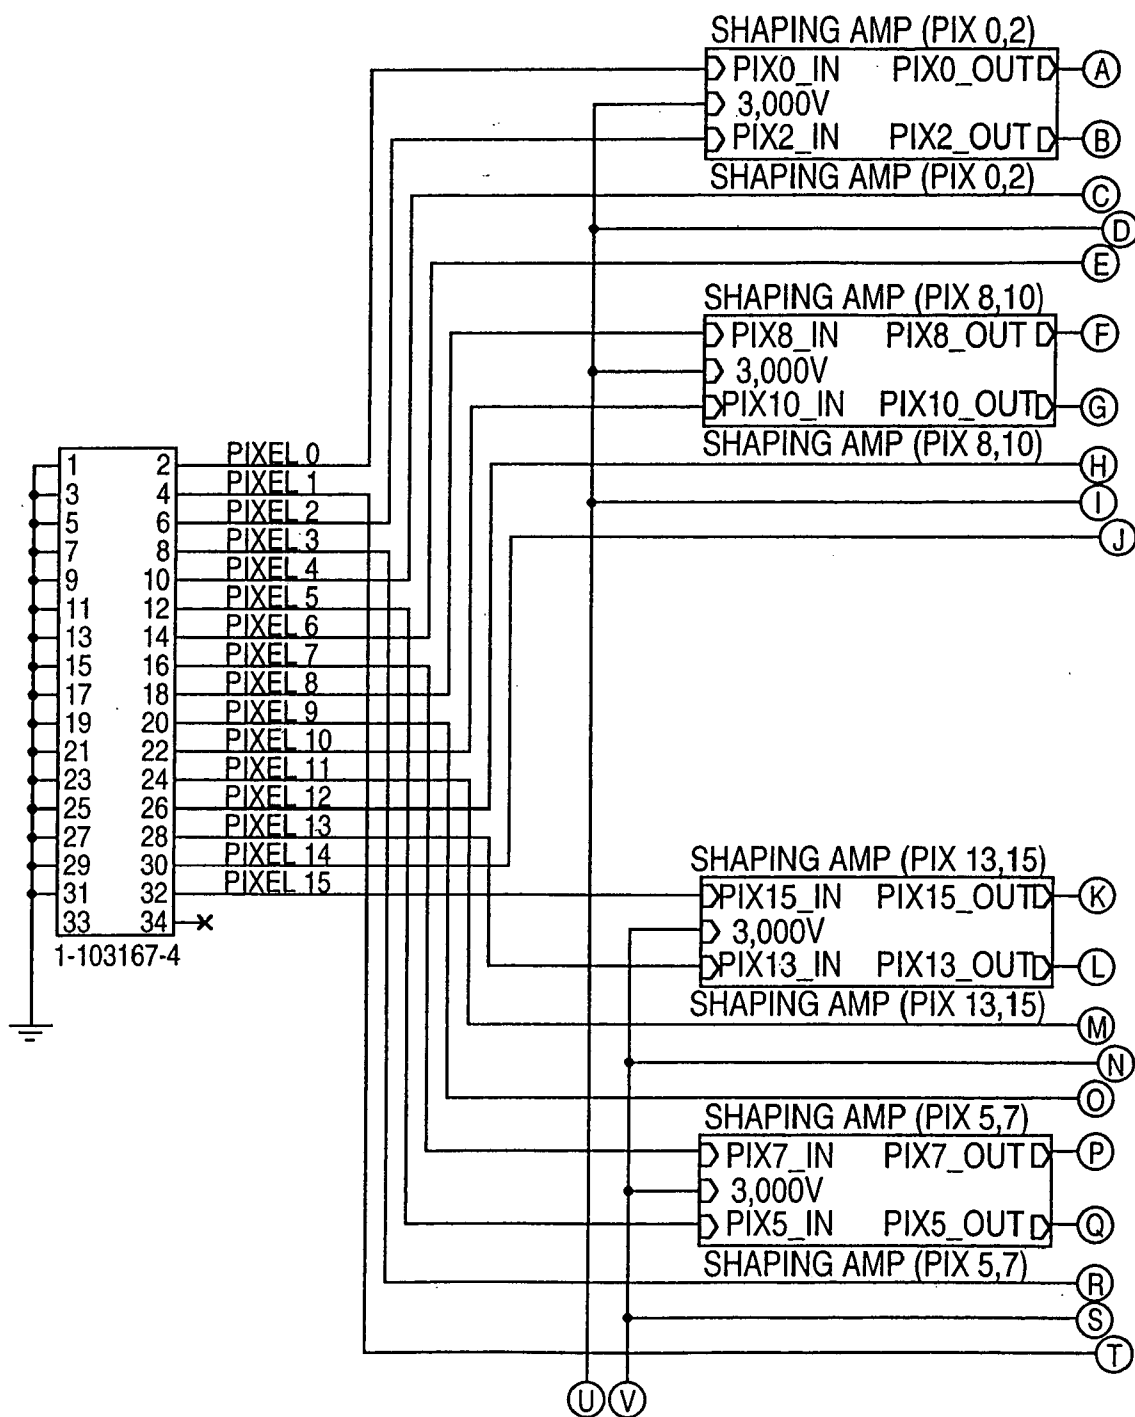 SHAPING AMP (PIX 0,2)
PIX0_IN PIX0_OUT A
3,000V
PIX2_IN PIX2_OUT B
SHAPING AMP (PIX 0,2)
C
D
E
SHAPING AMP (PIX 8,10)
PIX8_IN PIX8_OUT F
3,000V
PIX10_IN PIX10_OUT G
SHAPING AMP (PIX 8,10)
H
I
J
1 2 PIXEL 0
3 4 PIXEL 1
5 6 PIXEL 2
7 8 PIXEL 3
9 10 PIXEL 4
11 12 PIXEL 5
13 14 PIXEL 6
15 16 PIXEL 7
17 18 PIXEL 8
19 20 PIXEL 9
21 22 PIXEL 10
23 24 PIXEL 11
25 26 PIXEL 12
27 28 PIXEL 13
29 30 PIXEL 14
31 32 PIXEL 15
33 34
1-103167-4
SHAPING AMP (PIX 13,15)
PIX15_IN PIX15_OUT K
3,000V
PIX13_IN PIX13_OUT L
SHAPING AMP (PIX 13,15)
M
N
O
SHAPING AMP (PIX 5,7)
PIX7_IN PIX7_OUT P
3,000V
PIX5_IN PIX5_OUT Q
SHAPING AMP (PIX 5,7)
R
S
T
U V